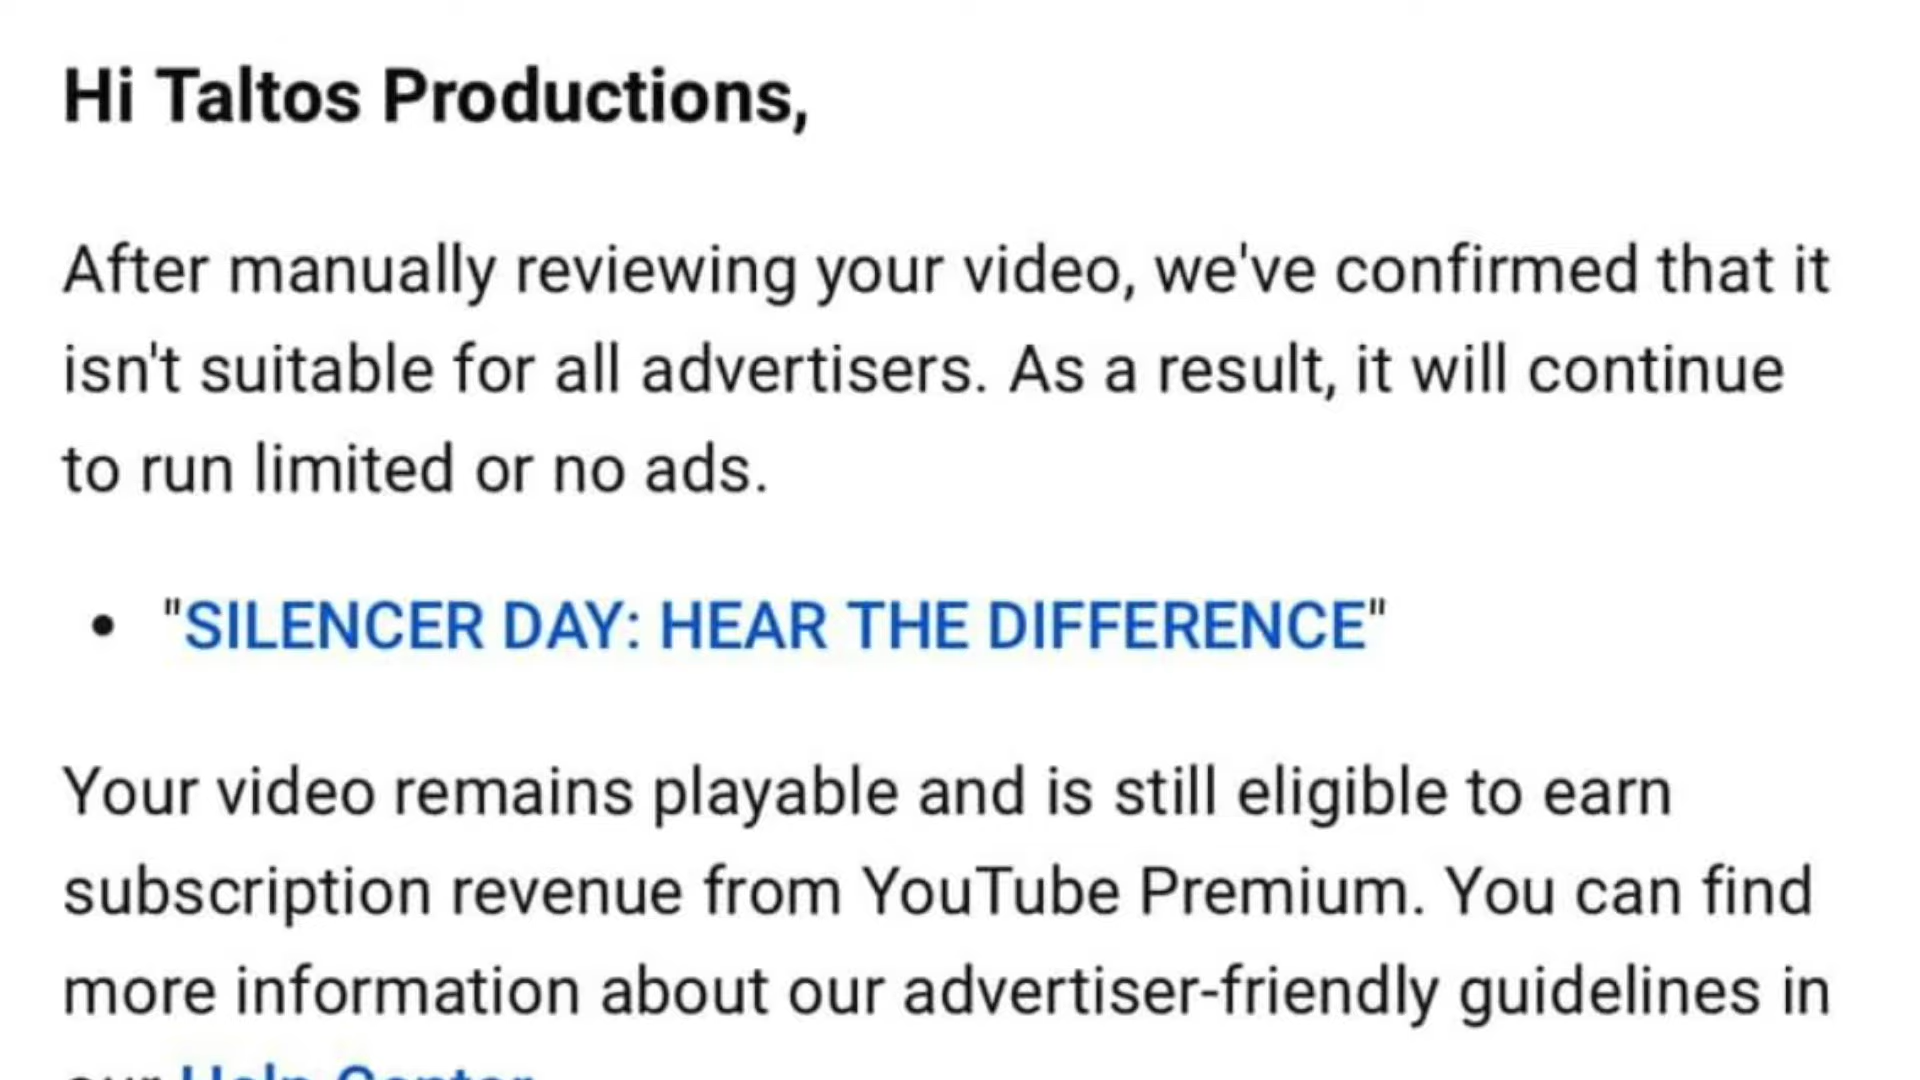 Hi Taltos Productions,
After manually reviewing your video, we've confirmed that it
isn't suitable for all advertisers. As a result, it will continue
to run limited or no ads.
• "SILENCER DAY: HEAR THE DIFFERENCE"
Your video remains playable and is still eligible to earn
subscription revenue from YouTube Premium. You can find
more information about our advertiser-friendly guidelines in
our Help Center